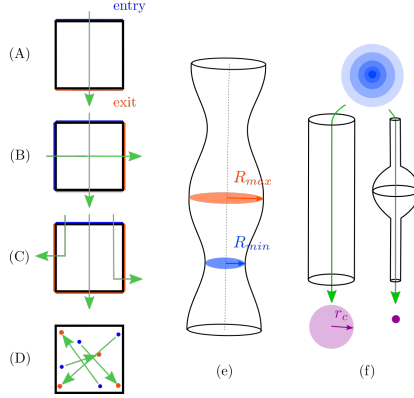 entry
(A)
exit
(B)
(C)
(D)
R_max
R_min
(e)
r_c
(f)